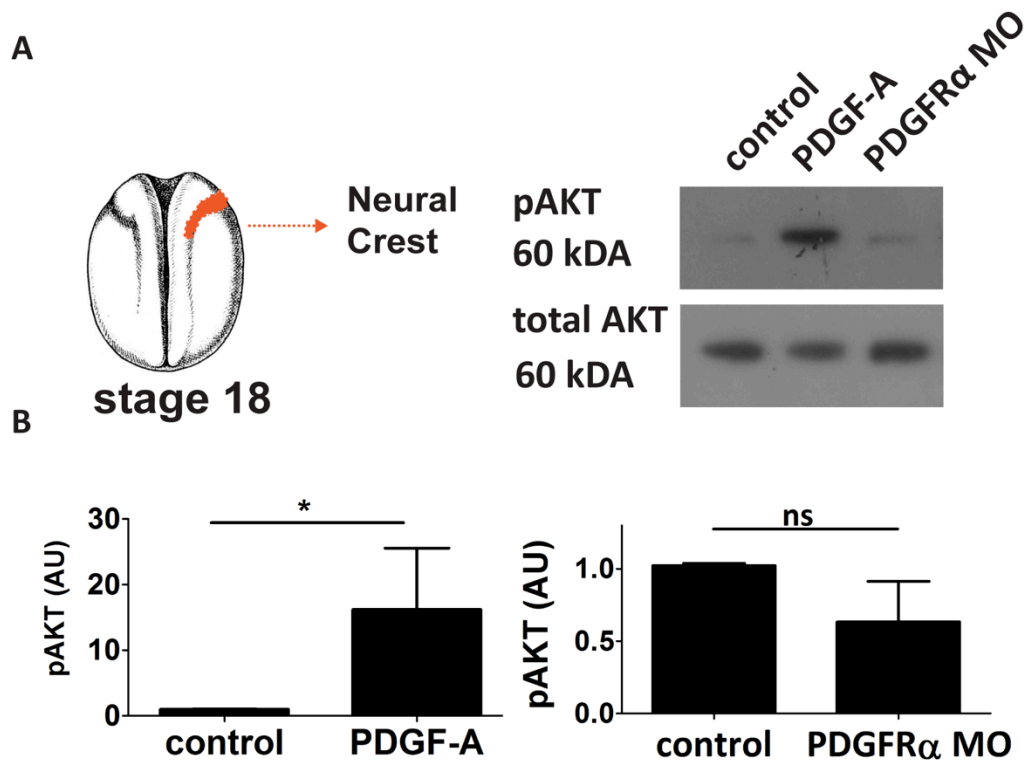 A
control
PDGF-A
PDGFRα MO
Neural
Crest
pAKT
60 kDA
total AKT
60 kDA
stage 18
B
*
30
20
10
0
pAKT (AU)
control
PDGF-A
ns
1.0
0.5
0.0
pAKT (AU)
control
PDGFRα MO